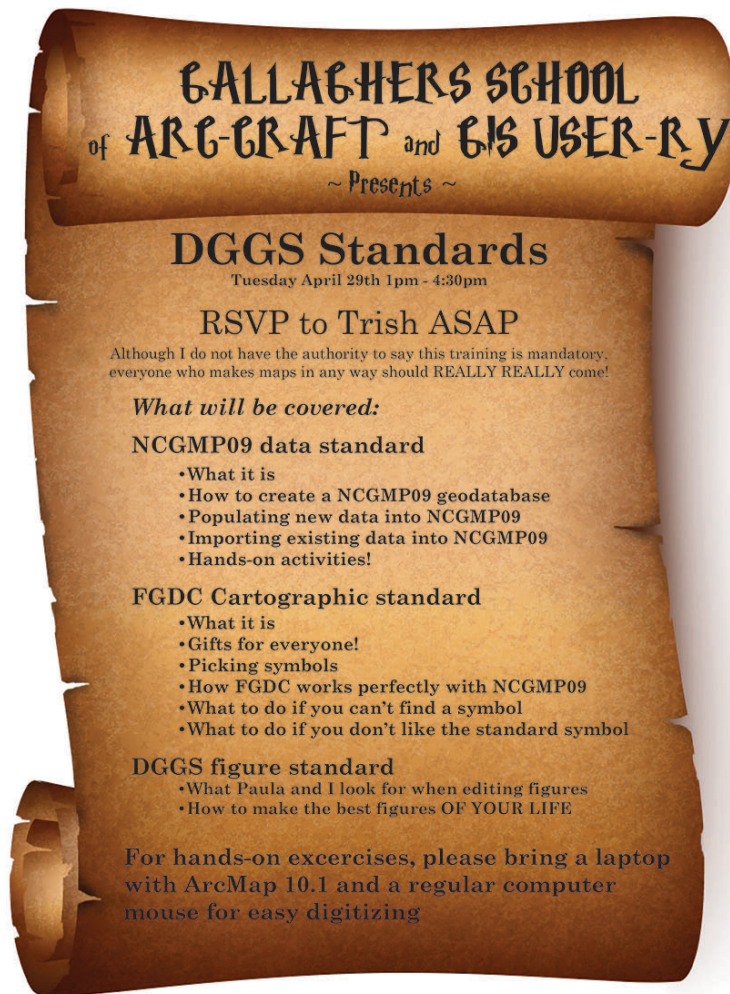 GALLAGHERS SCHOOL
of ARC-CRAFT and GIS USER-RY
~ Presents ~
DGGS Standards
Tuesday April 29th 1pm - 4:30pm
RSVP to Trish ASAP
Although I do not have the authority to say this training is mandatory,
everyone who makes maps in any way should REALLY REALLY come!
What will be covered:
NCGMP09 data standard
•What it is
•How to create a NCGMP09 geodatabase
•Populating new data into NCGMP09
•Importing existing data into NCGMP09
•Hands-on activities!
FGDC Cartographic standard
•What it is
•Gifts for everyone!
•Picking symbols
•How FGDC works perfectly with NCGMP09
•What to do if you can't find a symbol
•What to do if you don't like the standard symbol
DGGS figure standard
•What Paula and I look for when editing figures
•How to make the best figures OF YOUR LIFE
For hands-on excercises, please bring a laptop
with ArcMap 10.1 and a regular computer
mouse for easy digitizing